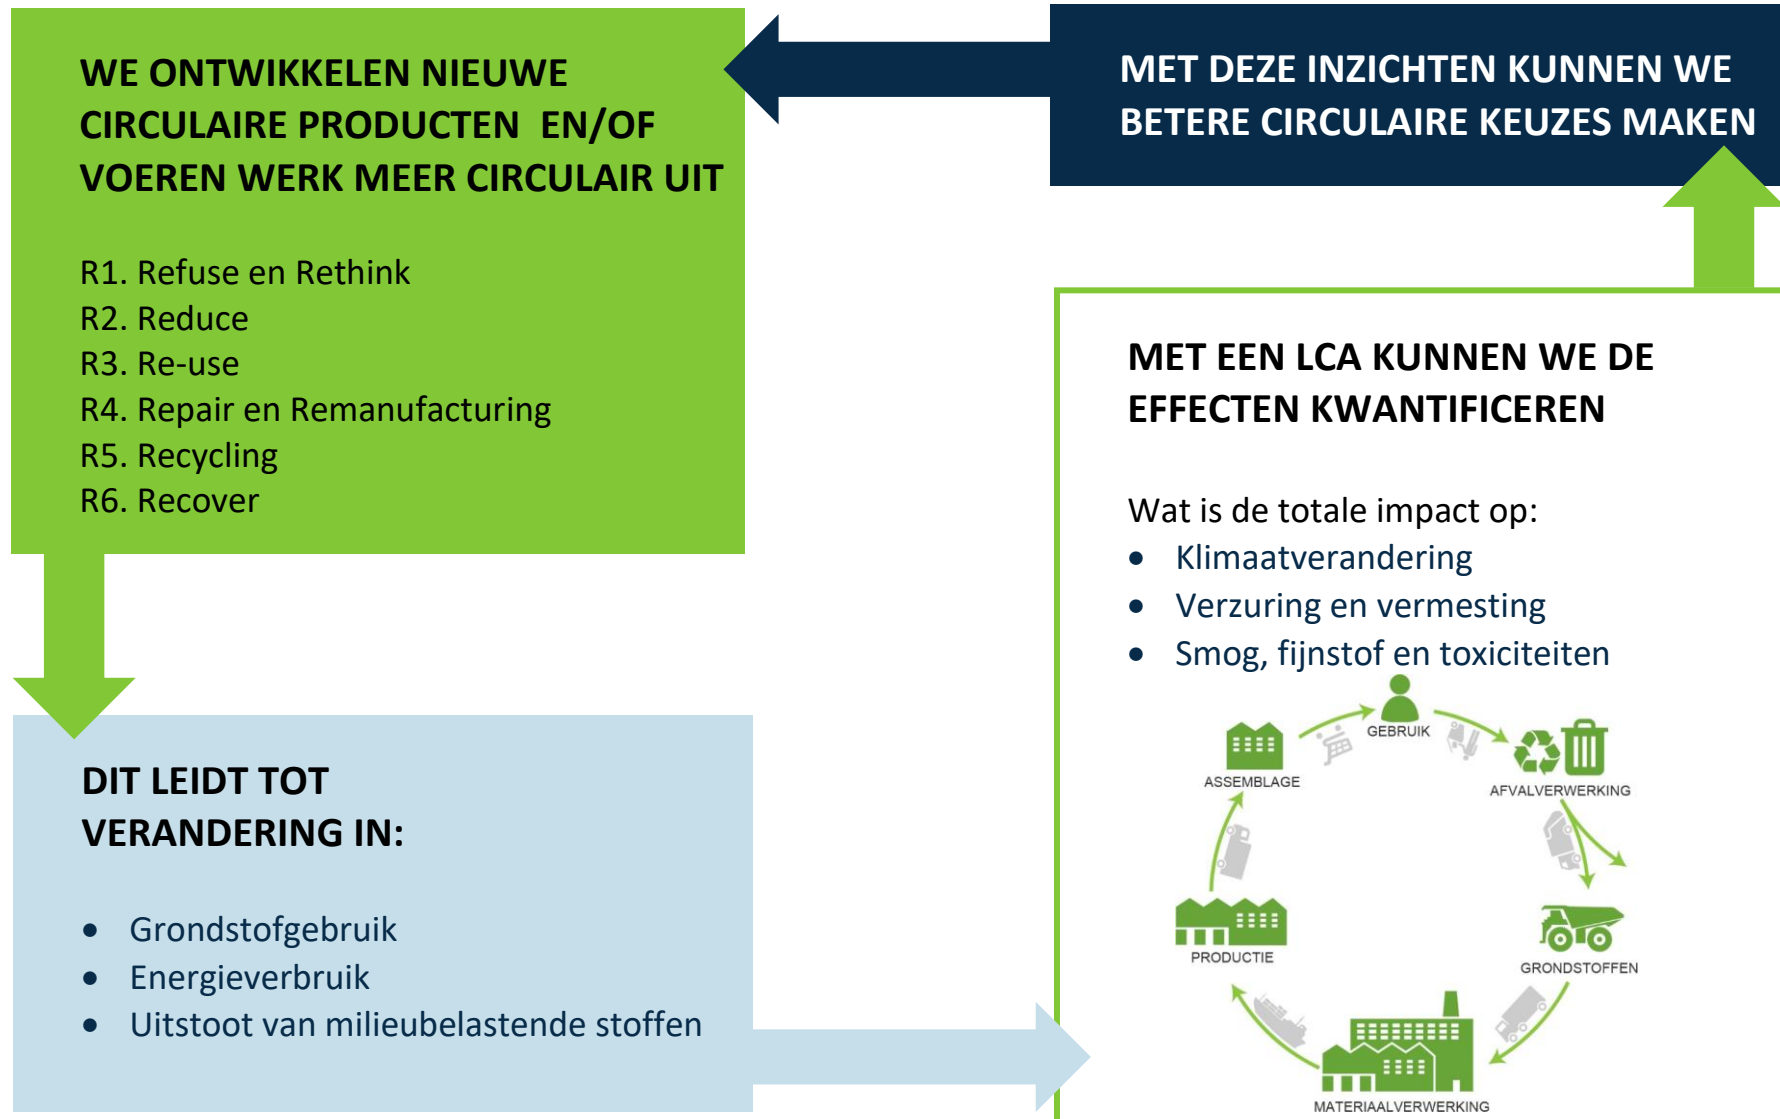 WE ONTWIKKELEN NIEUWE
CIRCULAIRE PRODUCTEN EN/OF
VOEREN WERK MEER CIRCULAIR UIT
R1. Refuse en Rethink
R2. Reduce
R3. Re-use
R4. Repair en Remanufacturing
R5. Recycling
R6. Recover
DIT LEIDT TOT
VERANDERING IN:
• Grondstofgebruik
• Energieverbruik
• Uitstoot van milieubelastende stoffen
MET EEN LCA KUNNEN WE DE
EFFECTEN KWANTIFICEREN
Wat is de totale impact op:
• Klimaatverandering
• Verzuring en vermesting
• Smog, fijnstof en toxiciteiten
GEBRUIK
AFVALVERWERKING
GRONDSTOFFEN
MATERIAALVERWERKING
PRODUCTIE
ASSEMBLAGE
MET DEZE INZICHTEN KUNNEN WE
BETERE CIRCULAIRE KEUZES MAKEN